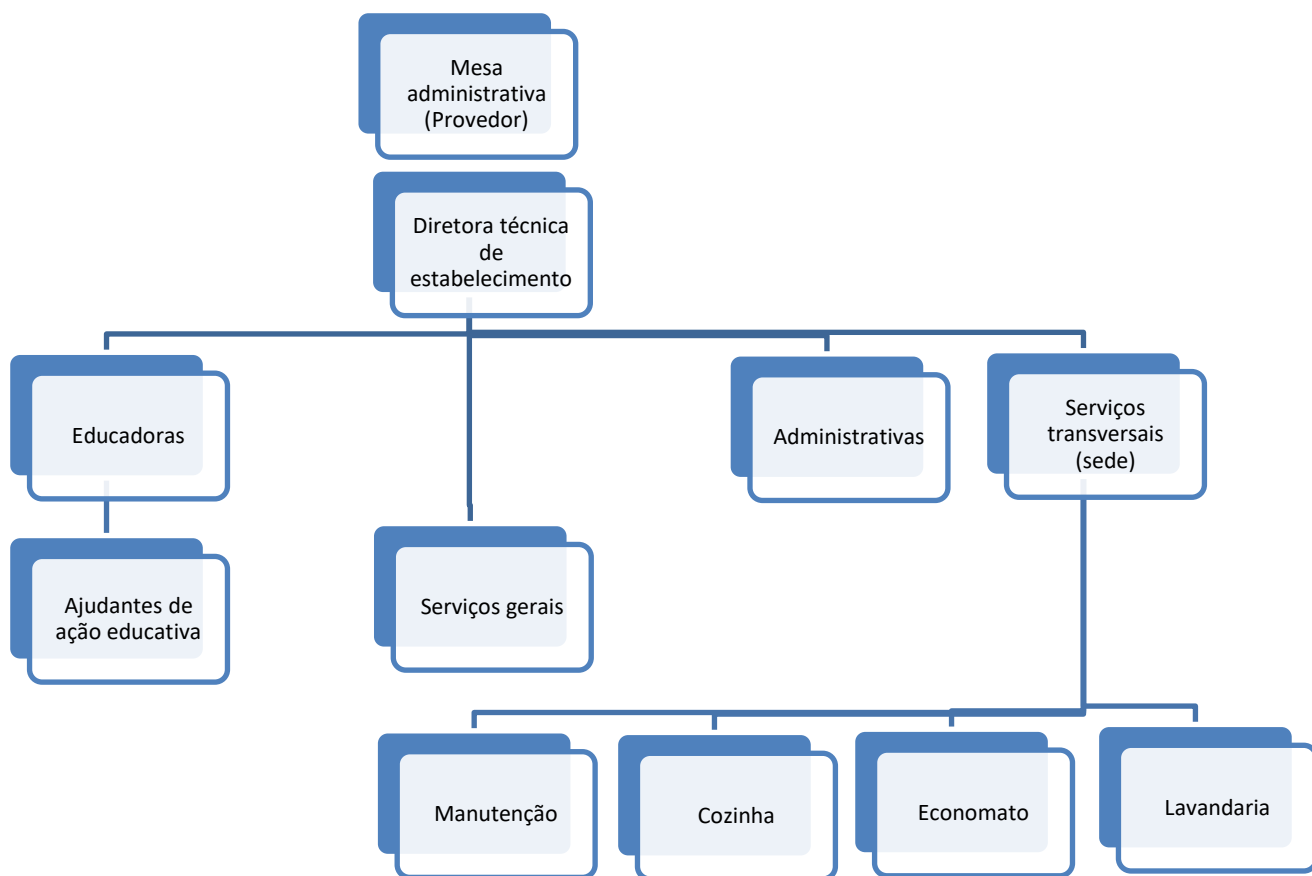 Mesa
administrativa
(Provedor)
Diretora técnica
de
estabelecimento
Educadoras
Administrativas
Serviços
transversais
(sede)
Ajudantes de
ação educativa
Serviços gerais
Manutenção
Cozinha
Economato
Lavandaria